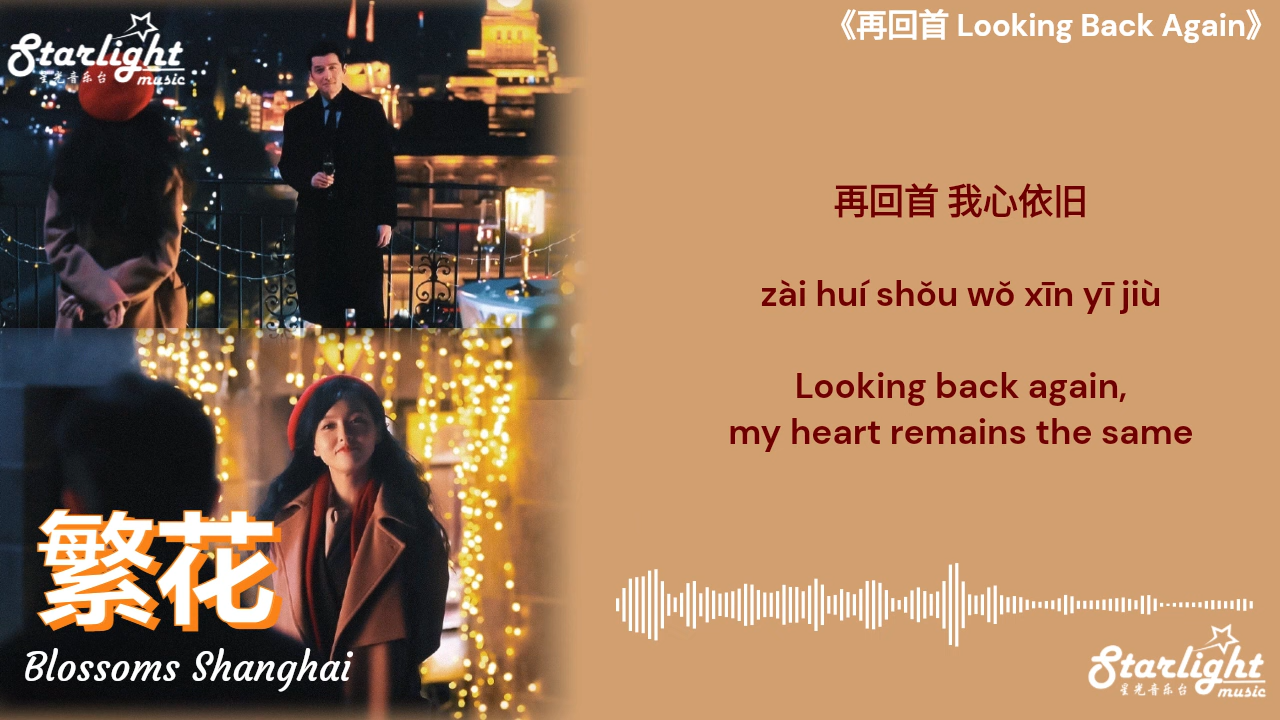 Starlight
星光音乐台 music
《再回首 Looking Back Again》
再回首 我心依旧
zài huí shǒu wǒ xīn yī jiù
Looking back again,
my heart remains the same
繁花
Blossoms Shanghai
Starlight
星光音乐台 music